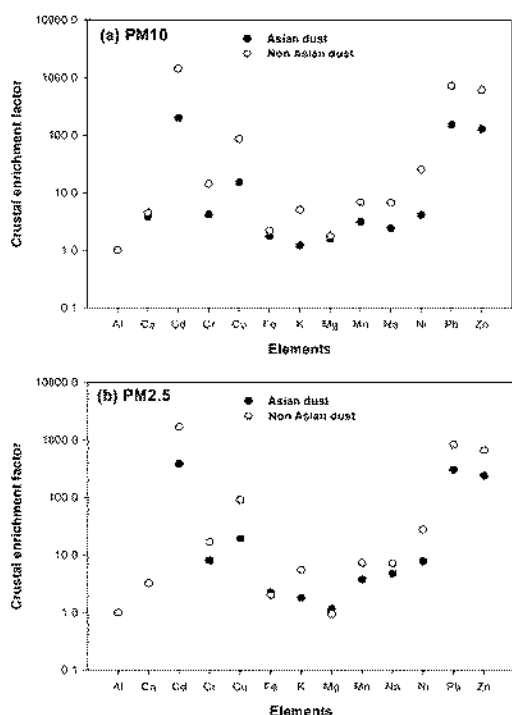 (a) PM10
Asian dust
Non Asian dust
Crustal enrichment factor
10000.0
1000.0
100.0
10.0
1.0
0.1
Al Ca Cd Cr Cu Fe K Mg Mn Na Ni Pb Zn
Elements
(b) PM2.5
Asian dust
Non Asian dust
Crustal enrichment factor
10000.0
1000.0
100.0
10.0
1.0
0.1
Al Ca Cd Cr Cu Fe K Mg Mn Na Ni Pb Zn
Elements